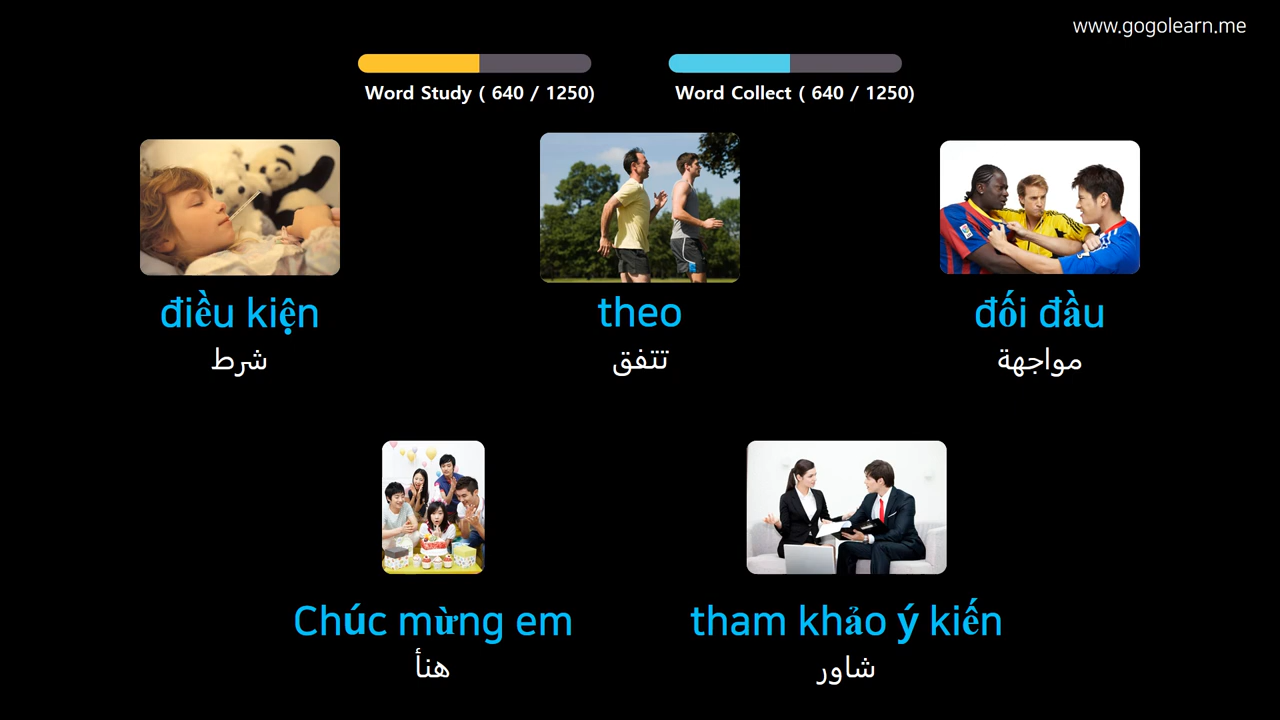 www.gogolearn.me
Word Study ( 640 / 1250)
Word Collect ( 640 / 1250)
điều kiện
شرط
theo
تتفق
đối đầu
مواجهة
Chúc mừng em
هنأ
tham khảo ý kiến
شاور